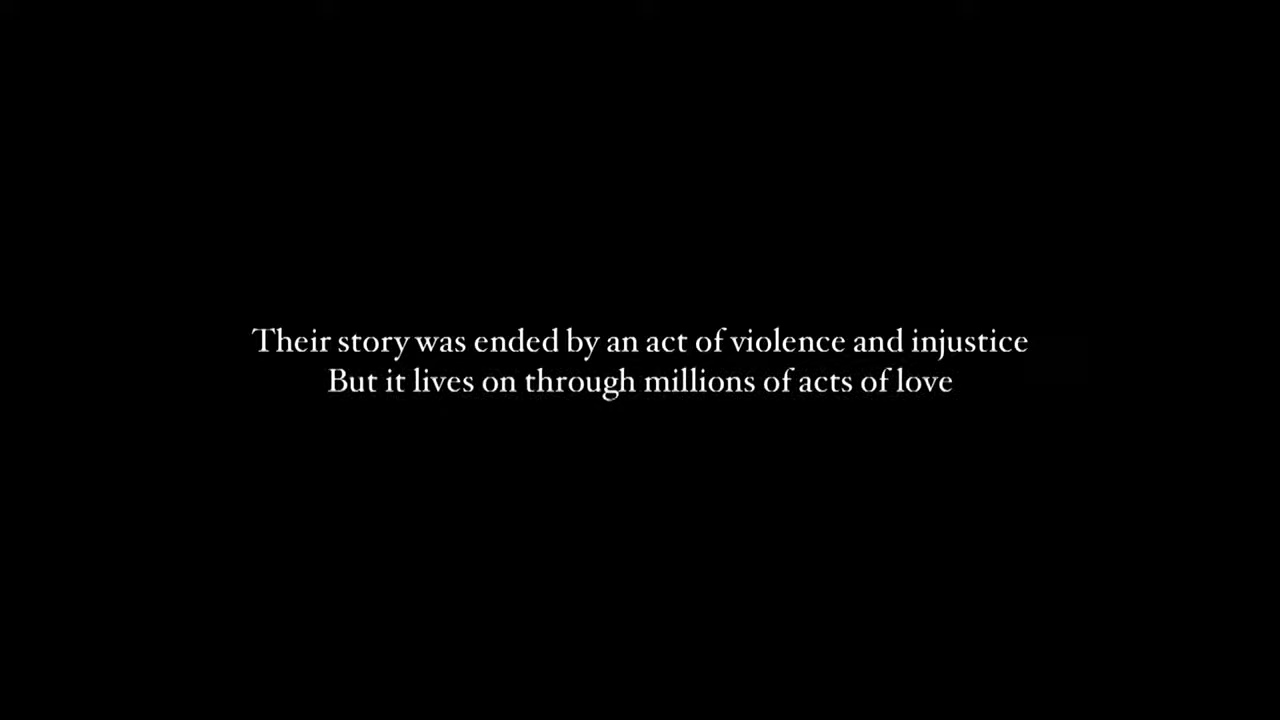 Their story was ended by an act of violence and injustice
But it lives on through millions of acts of love